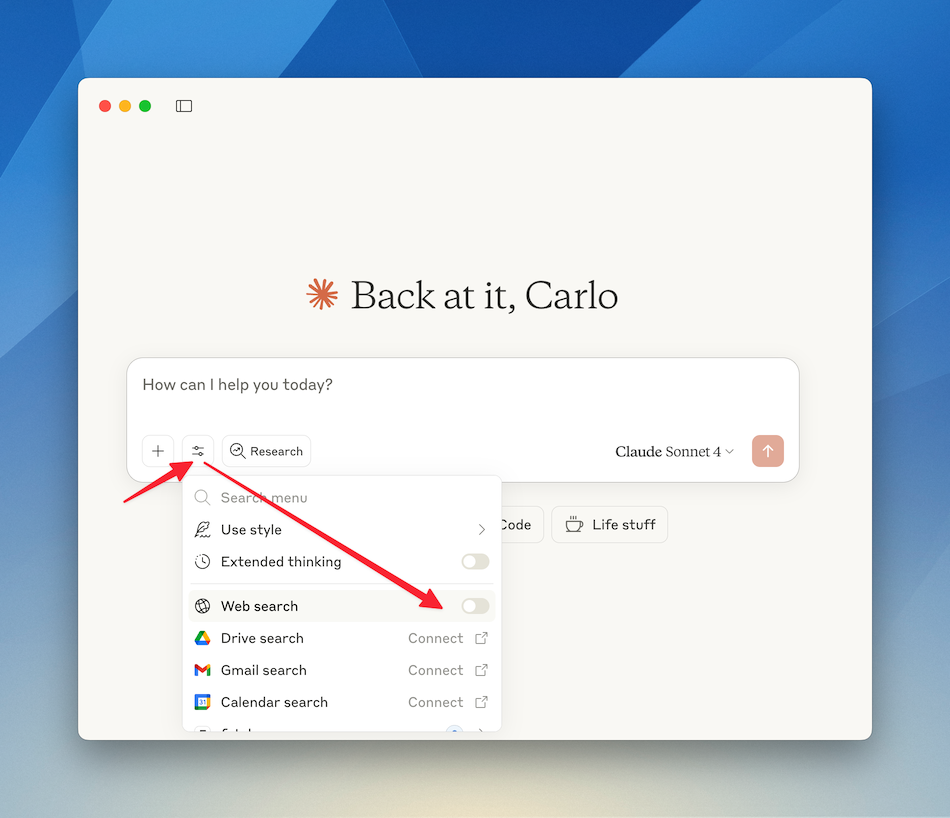 Back at it, Carlo
How can I help you today?
Research
Claude Sonnet 4
Search menu
Use style
Extended thinking
Code
Life stuff
Web search
Drive search Connect
Gmail search Connect
31
Calendar search Connect